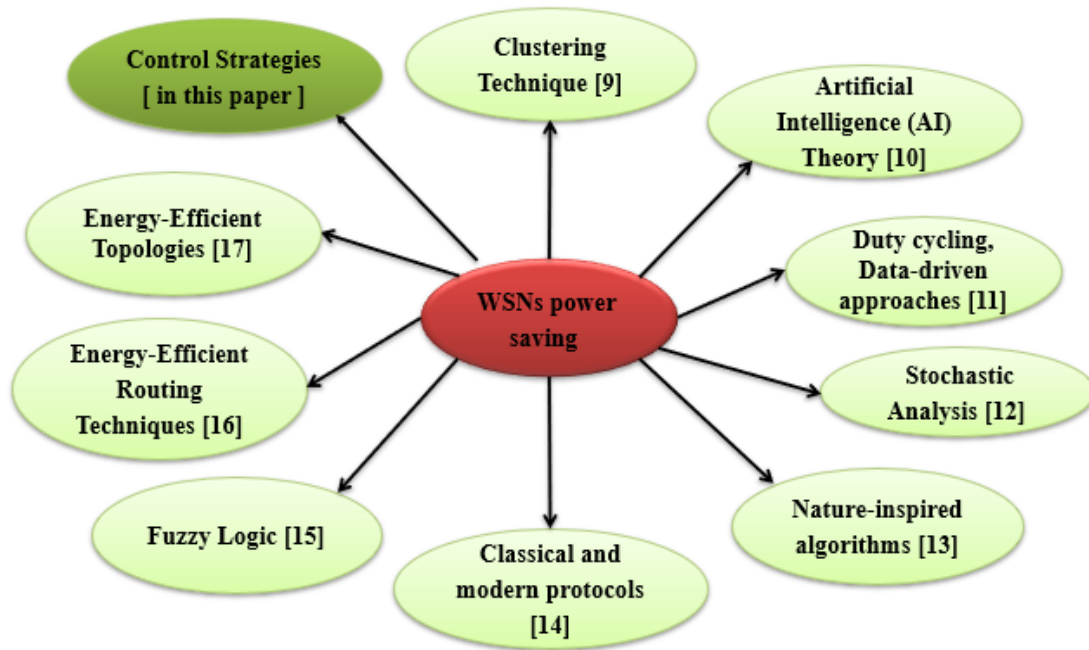 Control Strategies
[ in this paper ]
Clustering
Technique [9]
Artificial
Intelligence (AI)
Theory [10]
Energy-Efficient
Topologies [17]
Duty cycling,
Data-driven
approaches [11]
WSNs power
saving
Energy-Efficient
Routing
Techniques [16]
Stochastic
Analysis [12]
Fuzzy Logic [15]
Classical and
modern protocols
[14]
Nature-inspired
algorithms [13]